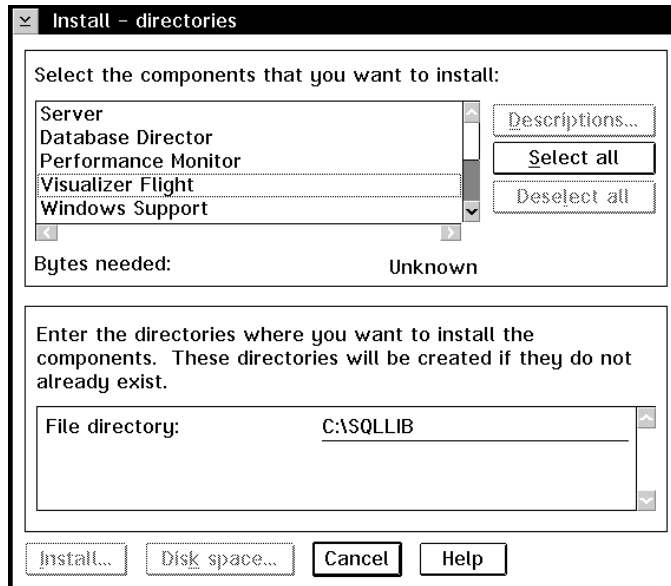 Install - directories
Select the components that you want to install:
Server
Database Director
Performance Monitor
Visualizer Flight
Windows Support
Descriptions...
Select all
Deselect all
Bytes needed: Unknown
Enter the directories where you want to install the
components. These directories will be created if they do not
already exist.
File directory: C:\SQLLIB
Install... Disk space... Cancel Help